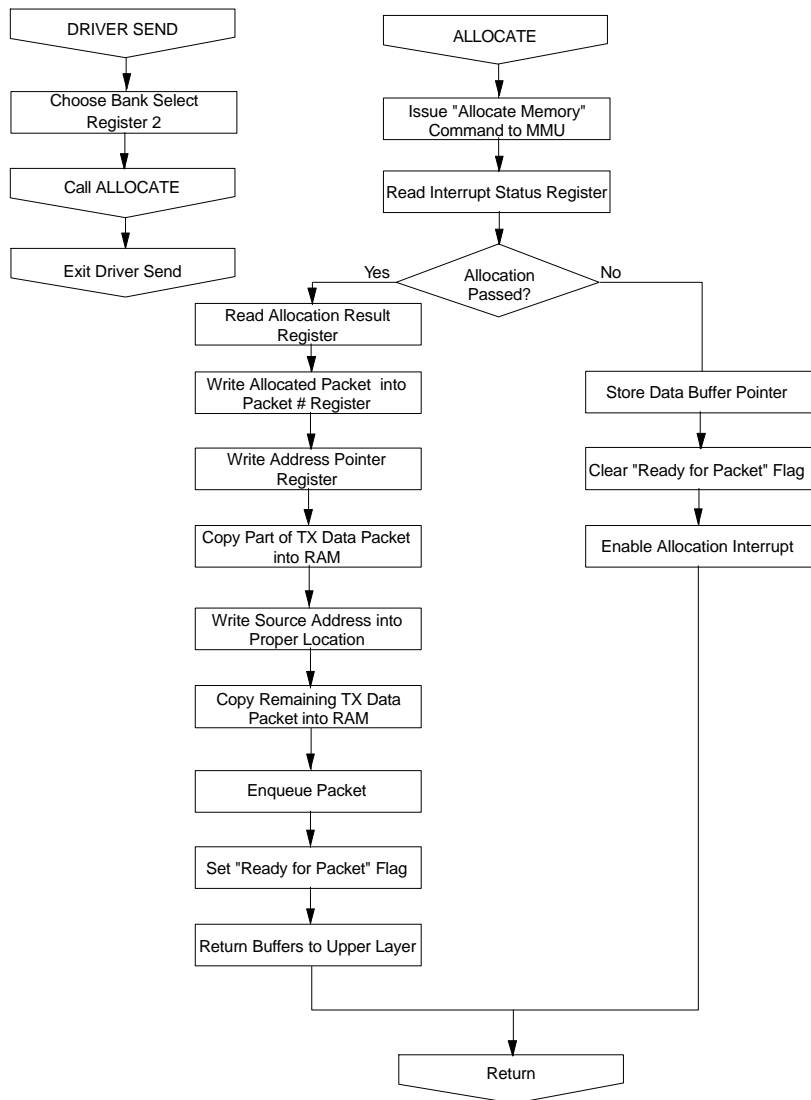 DRIVER SEND
Choose Bank Select
Register 2
Call ALLOCATE
Exit Driver Send
ALLOCATE
Issue "Allocate Memory"
Command to MMU
Read Interrupt Status Register
Allocation
Passed?
Yes
No
Read Allocation Result
Register
Write Allocated Packet into
Packet # Register
Write Address Pointer
Register
Copy Part of TX Data Packet
into RAM
Write Source Address into
Proper Location
Copy Remaining TX Data
Packet into RAM
Enqueue Packet
Set "Ready for Packet" Flag
Return Buffers to Upper Layer
Store Data Buffer Pointer
Clear "Ready for Packet" Flag
Enable Allocation Interrupt
Return